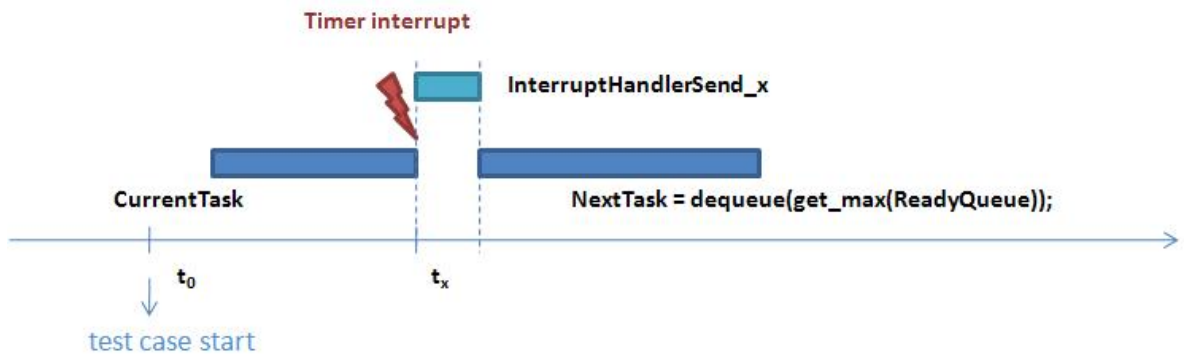 Timer interrupt
InterruptHandlerSend_x
CurrentTask
NextTask = dequeue(get_max(ReadyQueue));
t₀
tₓ
test case start